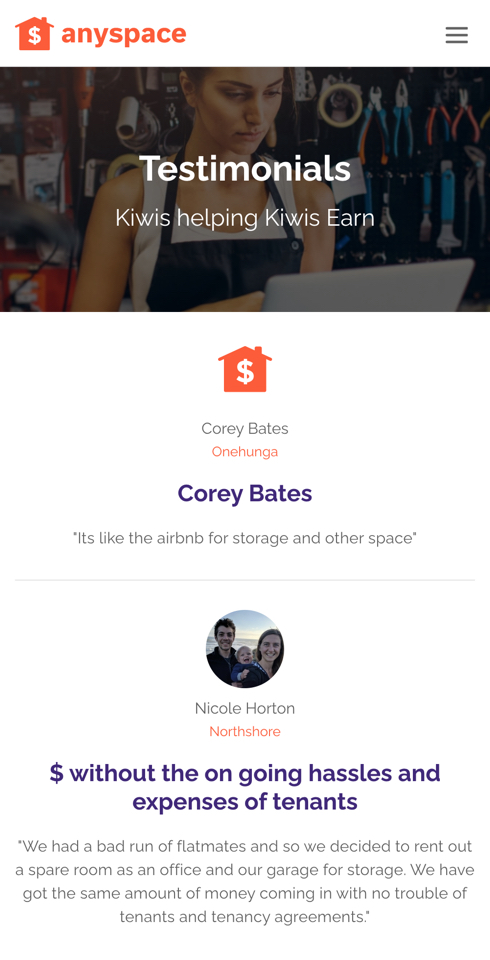 $ anyspace
Testimonials
Kiwis helping Kiwis Earn
$
Corey Bates
Onehunga
Corey Bates
"Its like the airbnb for storage and other space"
Nicole Horton
Northshore
$ without the on going hassles and
expenses of tenants
"We had a bad run of flatmates and so we decided to rent out
a spare room as an office and our garage for storage. We have
got the same amount of money coming in with no trouble of
tenants and tenancy agreements."